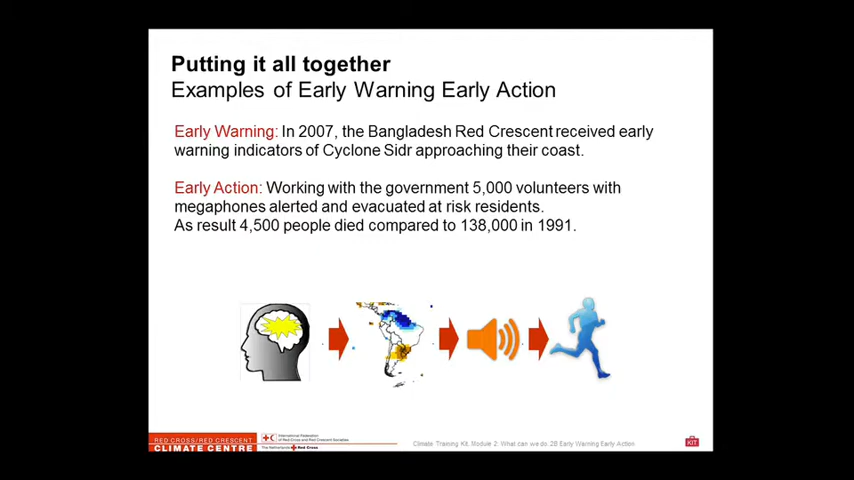 Putting it all together
Examples of Early Warning Early Action
Early Warning: In 2007, the Bangladesh Red Crescent received early
warning indicators of Cyclone Sidr approaching their coast.
Early Action: Working with the government 5,000 volunteers with
megaphones alerted and evacuated at risk residents.
As result 4,500 people died compared to 138,000 in 1991.
RED CROSS/RED CRESCENT
CLIMATE CENTRE
International Federation
of Red Cross and Red Crescent Societies
The Netherlands Red Cross
Climate Training Kit, Module 2: What can we do. 2B Early Warning Early Action
KIT